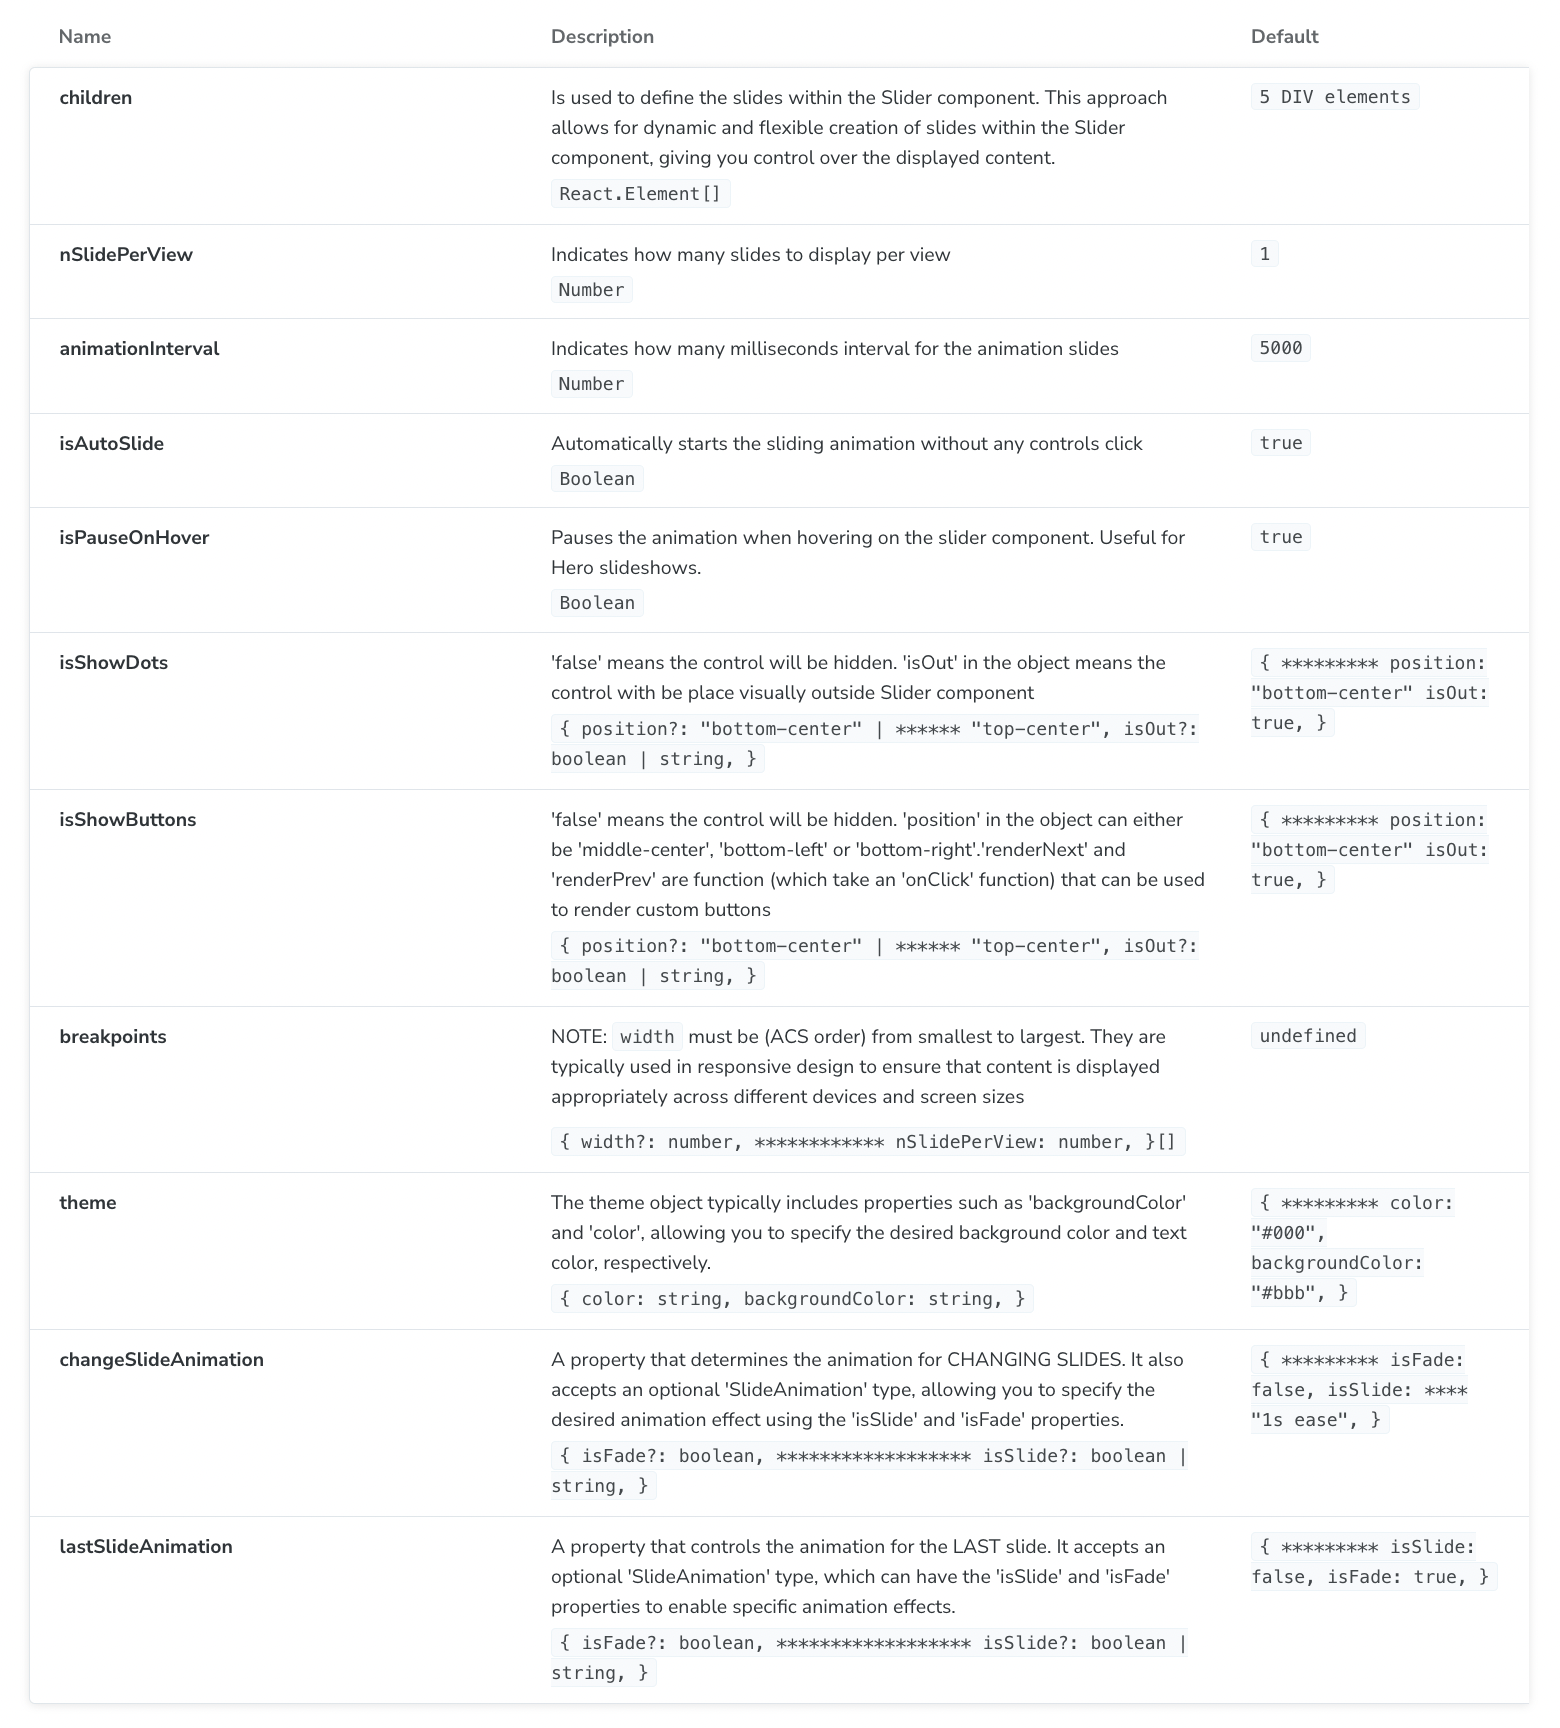 Name Description Default
children
Is used to define the slides within the Slider component. This approach
allows for dynamic and flexible creation of slides within the Slider
component, giving you control over the displayed content.
React.Element[]
5 DIV elements
nSlidePerView
Indicates how many slides to display per view
Number
1
animationInterval
Indicates how many milliseconds interval for the animation slides
Number
5000
isAutoSlide
Automatically starts the sliding animation without any controls click
Boolean
true
isPauseOnHover
Pauses the animation when hovering on the slider component. Useful for
Hero slideshows.
Boolean
true
isShowDots
'false' means the control will be hidden. 'isOut' in the object means the
control with be place visually outside Slider component
{ position?: "bottom-center" | ****** "top-center", isOut?:
boolean | string, }
{ ********* position:
"bottom-center" isOut:
true, }
isShowButtons
'false' means the control will be hidden. 'position' in the object can either
be 'middle-center', 'bottom-left' or 'bottom-right'.'renderNext' and
'renderPrev' are function (which take an 'onClick' function) that can be used
to render custom buttons
{ position?: "bottom-center" | ****** "top-center", isOut?:
boolean | string, }
{ ********* position:
"bottom-center" isOut:
true, }
breakpoints
NOTE: width must be (ACS order) from smallest to largest. They are
typically used in responsive design to ensure that content is displayed
appropriately across different devices and screen sizes
{ width?: number, ************ nSlidePerView: number, }[]
undefined
theme
The theme object typically includes properties such as 'backgroundColor'
and 'color', allowing you to specify the desired background color and text
color, respectively.
{ color: string, backgroundColor: string, }
{ ********* color:
"#000",
backgroundColor:
"#bbb", }
changeSlideAnimation
A property that determines the animation for CHANGING SLIDES. It also
accepts an optional 'SlideAnimation' type, allowing you to specify the
desired animation effect using the 'isSlide' and 'isFade' properties.
{ isFade?: boolean, ****************** isSlide?: boolean |
string, }
{ ********* isFade:
false, isSlide: ****
"1s ease", }
lastSlideAnimation
A property that controls the animation for the LAST slide. It accepts an
optional 'SlideAnimation' type, which can have the 'isSlide' and 'isFade'
properties to enable specific animation effects.
{ isFade?: boolean, ****************** isSlide?: boolean |
string, }
{ ********* isSlide:
false, isFade: true, }